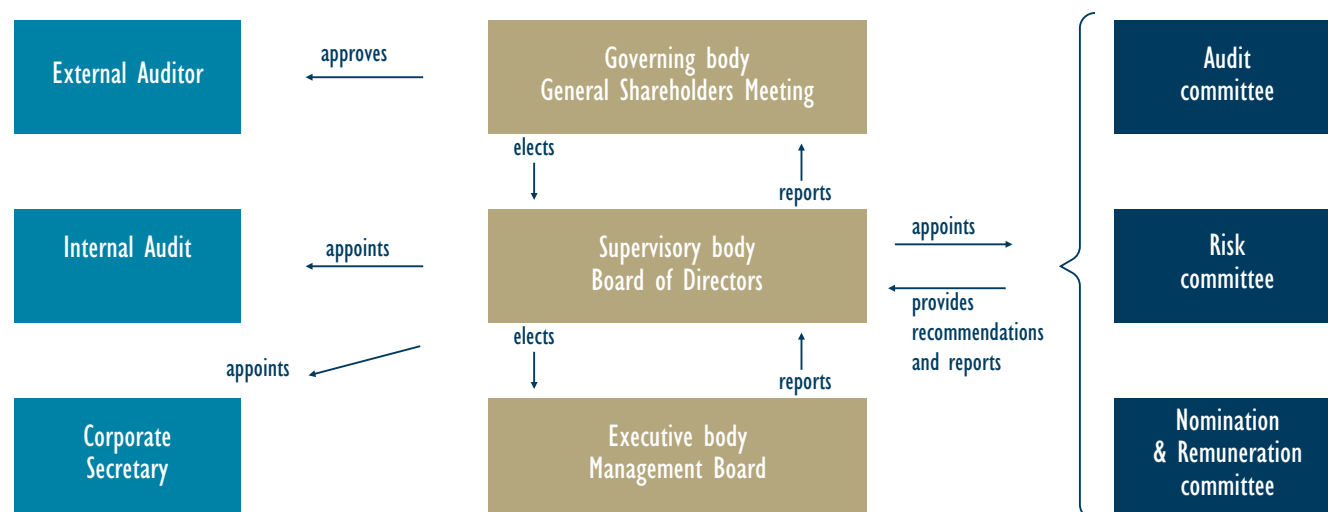 External Auditor
approves
Governing body
General Shareholders Meeting
Audit
committee
elects
reports
Internal Audit
appoints
Supervisory body
Board of Directors
appoints
provides
recommendations
and reports
Risk
committee
elects
reports
appoints
Corporate
Secretary
Executive body
Management Board
Nomination
& Remuneration
committee